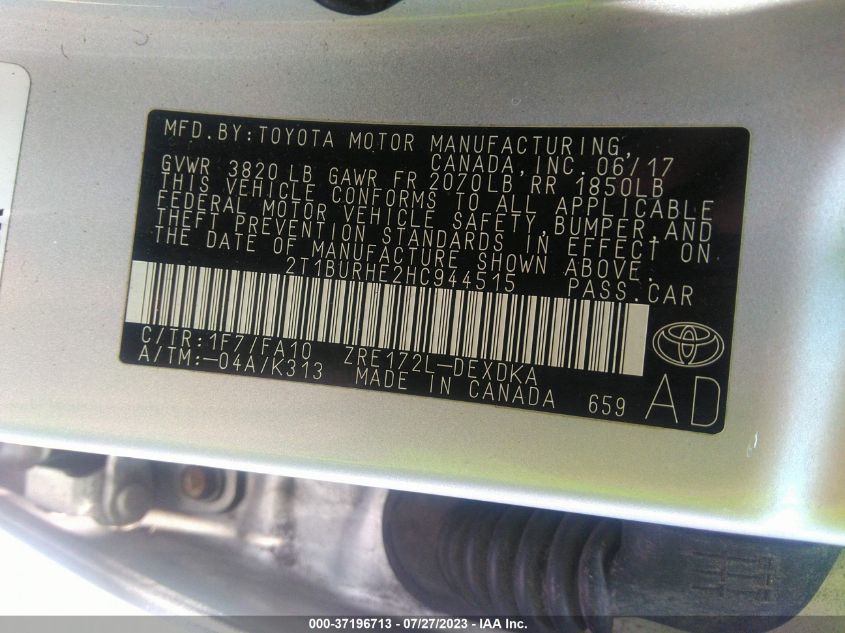 MFD.BY:TOYOTA MOTOR MANUFACTURING,
CANADA,INC. 06/17
GVWR 3820 LB GAWR FR 2070LB RR 1850LB
THIS VEHICLE CONFORMS TO ALL APPLICABLE
FEDERAL MOTOR VEHICLE SAFETY,BUMPER,AND
THEFT PREVENTION STANDARDS IN EFFECT ON
THE DATE OF MANUFACTURE SHOWN ABOVE.
2T1BURHE2HC944515 PASS.CAR
C/TR:1F7/FA10 ZRE172L-DEXDKA
A/TM:-04A/K313 MADE IN CANADA 659 AD
000-37196713 / 07/27/2023 - IAA Inc.